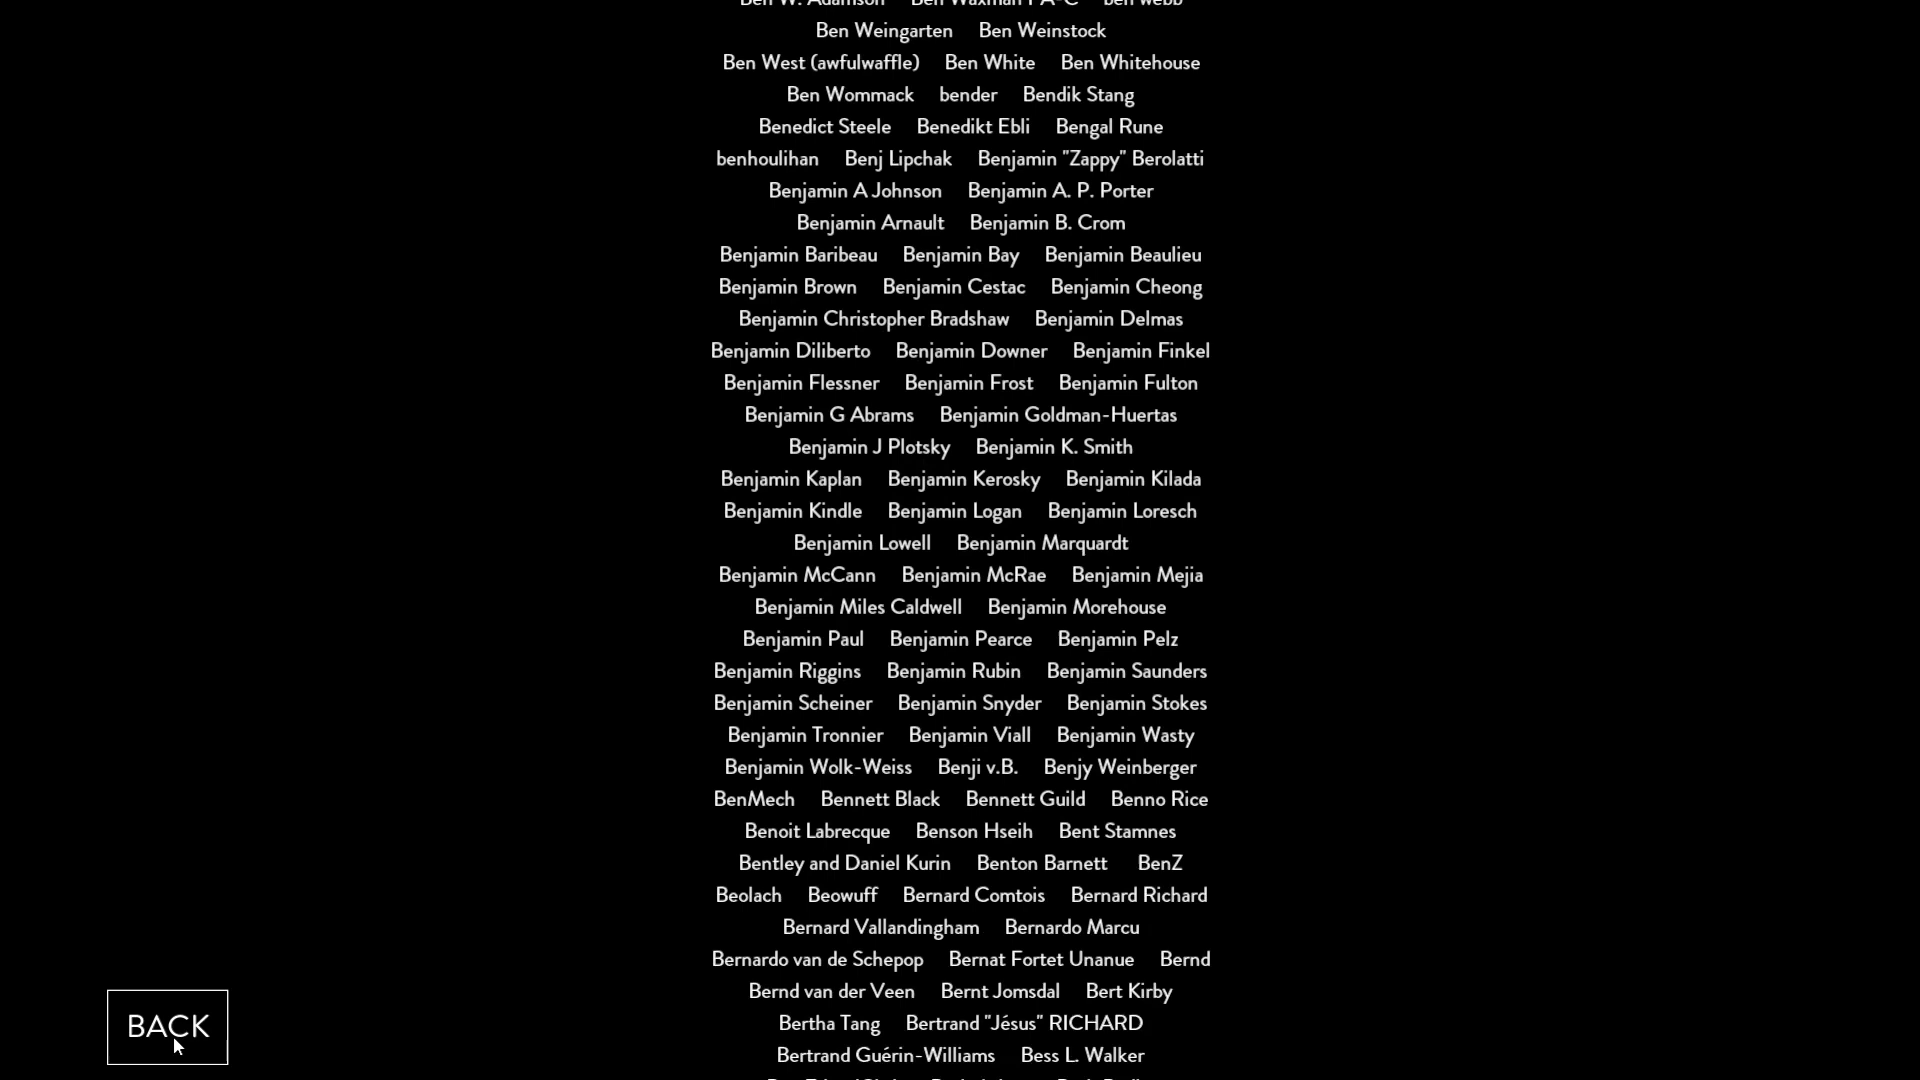 Ben W. Adamson Ben Waxman PA-C ben webb
Ben Weingarten Ben Weinstock
Ben West (awfulwaffle) Ben White Ben Whitehouse
Ben Wommack bender Bendik Stang
Benedict Steele Benedikt Ebli Bengal Rune
benhoulihan Benj Lipchak Benjamin "Zappy" Berolatti
Benjamin A Johnson Benjamin A. P. Porter
Benjamin Arnault Benjamin B. Crom
Benjamin Baribeau Benjamin Bay Benjamin Beaulieu
Benjamin Brown Benjamin Cestac Benjamin Cheong
Benjamin Christopher Bradshaw Benjamin Delmas
Benjamin Diliberto Benjamin Downer Benjamin Finkel
Benjamin Flessner Benjamin Frost Benjamin Fulton
Benjamin G Abrams Benjamin Goldman-Huertas
Benjamin J Plotsky Benjamin K. Smith
Benjamin Kaplan Benjamin Kerosky Benjamin Kilada
Benjamin Kindle Benjamin Logan Benjamin Loresch
Benjamin Lowell Benjamin Marquardt
Benjamin McCann Benjamin McRae Benjamin Mejia
Benjamin Miles Caldwell Benjamin Morehouse
Benjamin Paul Benjamin Pearce Benjamin Pelz
Benjamin Riggins Benjamin Rubin Benjamin Saunders
Benjamin Scheiner Benjamin Snyder Benjamin Stokes
Benjamin Tronnier Benjamin Viall Benjamin Wasty
Benjamin Wolk-Weiss Benji v.B. Benjy Weinberger
BenMech Bennett Black Bennett Guild Benno Rice
Benoit Labrecque Benson Hseih Bent Stamnes
Bentley and Daniel Kurin Benton Barnett BenZ
Beolach Beowuff Bernard Comtois Bernard Richard
Bernard Vallandingham Bernardo Marcu
Bernardo van de Schepop Bernat Fortet Unanue Bernd
Bernd van der Veen Bernt Jomsdal Bert Kirby
Bertha Tang Bertrand "Jésus" RICHARD
Bertrand Guérin-Williams Bess L. Walker
BACK